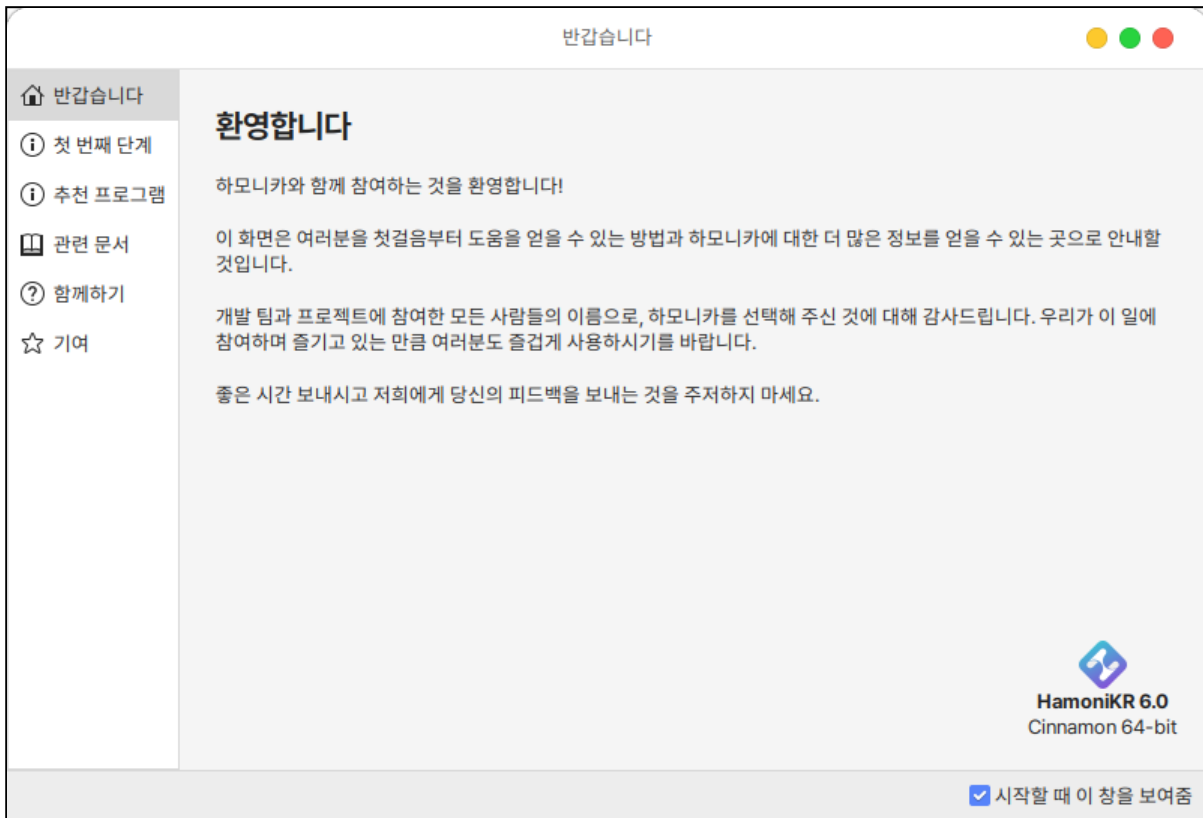 반갑습니다
반갑습니다
첫 번째 단계
추천 프로그램
관련 문서
함께하기
기여
환영합니다
하모니카와 함께 참여하는 것을 환영합니다!
이 화면은 여러분을 첫걸음부터 도움을 얻을 수 있는 방법과 하모니카에 대한 더 많은 정보를 얻을 수 있는 곳으로 안내할
것입니다.
개발 팀과 프로젝트에 참여한 모든 사람들의 이름으로, 하모니카를 선택해 주신 것에 대해 감사드립니다. 우리가 이 일에
참여하며 즐기고 있는 만큼 여러분도 즐겁게 사용하시기를 바랍니다.
좋은 시간 보내시고 저희에게 당신의 피드백을 보내는 것을 주저하지 마세요.
HamoniKR 6.0
Cinnamon 64-bit
시작할 때 이 창을 보여줌